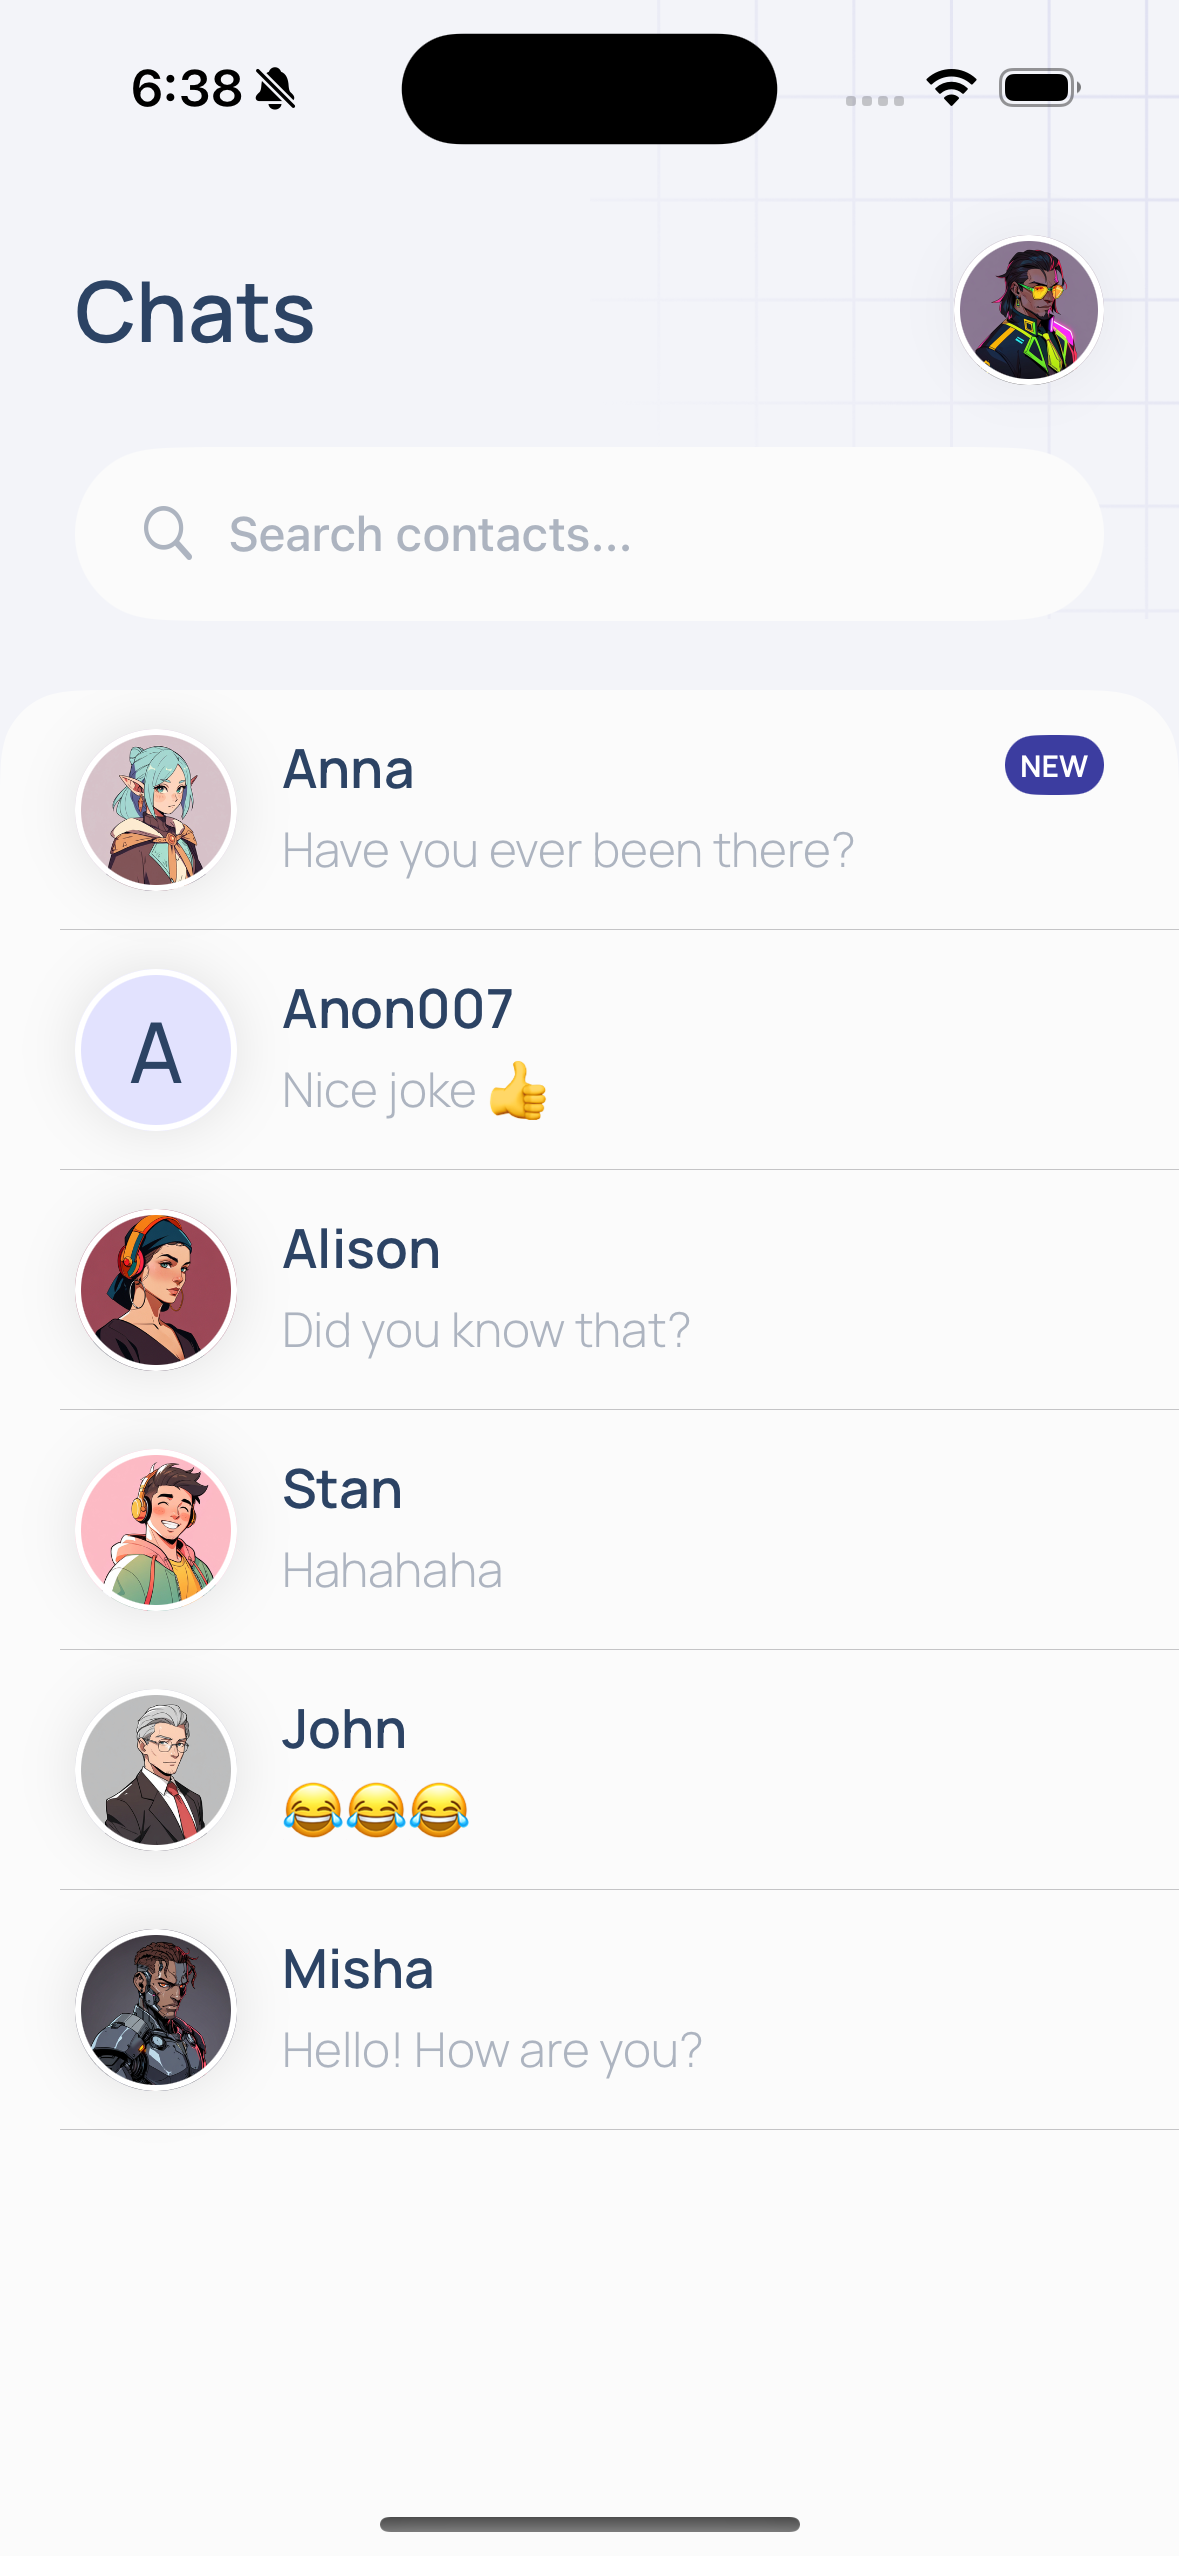 6:38
Chats
Search contacts...
Anna
NEW
Have you ever been there?
A
Anon007
Nice joke 👍
Alison
Did you know that?
Stan
Hahahaha
John
😂😂😂
Misha
Hello! How are you?